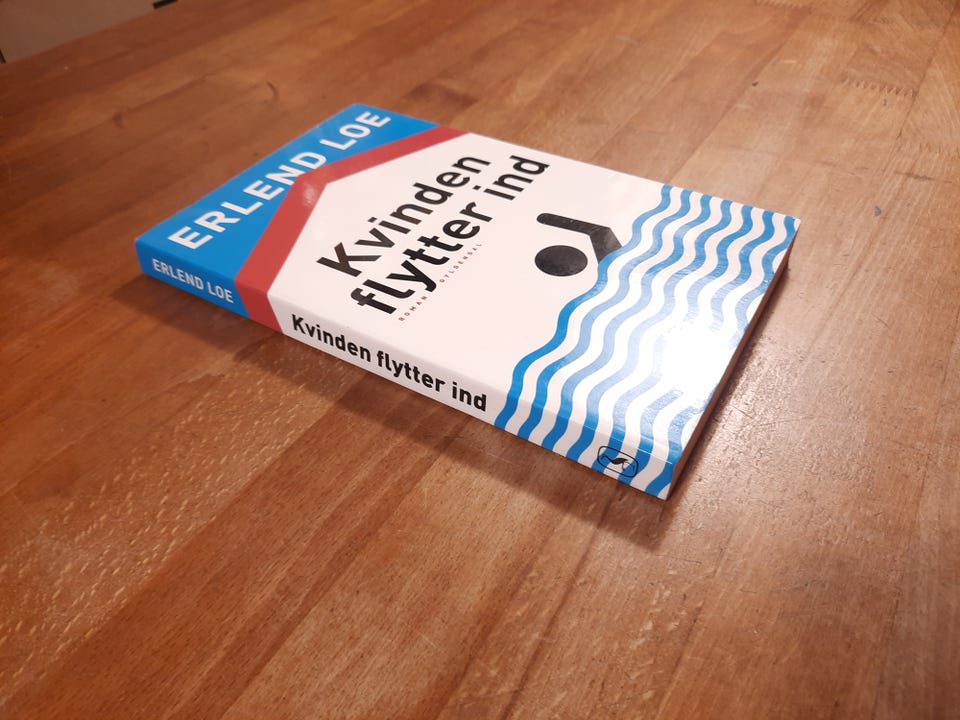 ERLEND LOE
Kvinden
flytter ind
ROMAN GYLDENDAL
ERLEND LOE
Kvinden flytter ind